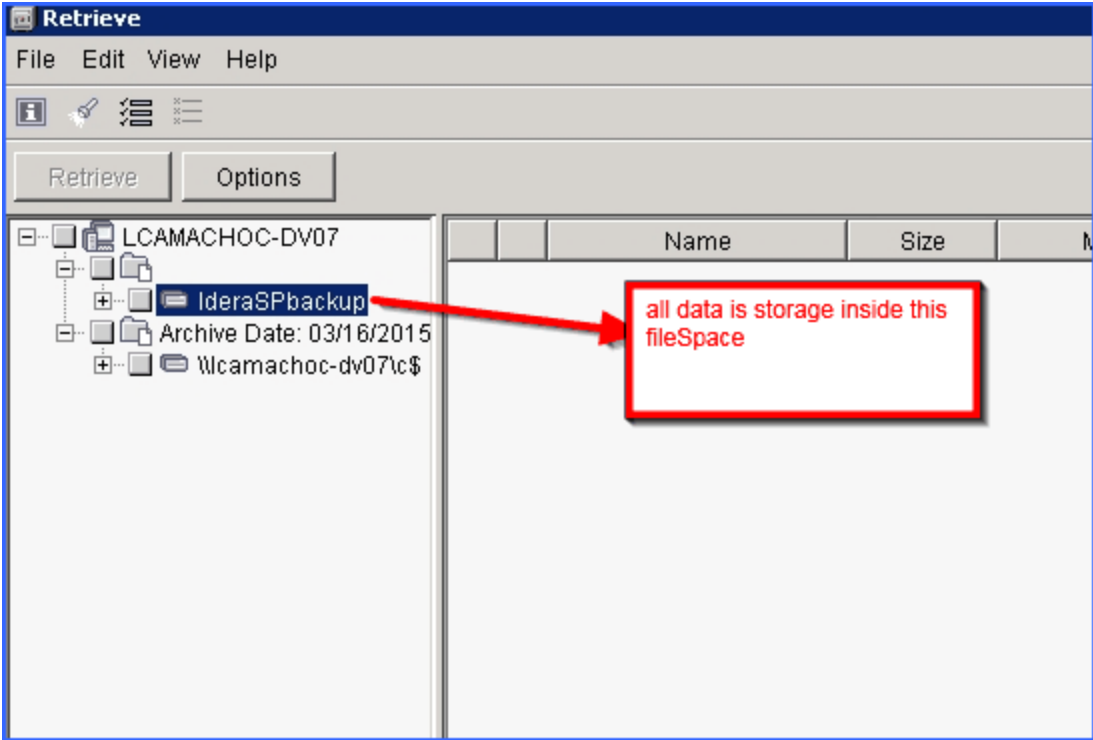 Retrieve
File Edit View Help
Retrieve Options
LCAMACHOC-DV07
Name Size M
IderaSPbackup
all data is storage inside this
fileSpace
Archive Date: 03/16/2015
\\lcamachoc-dv07\c$